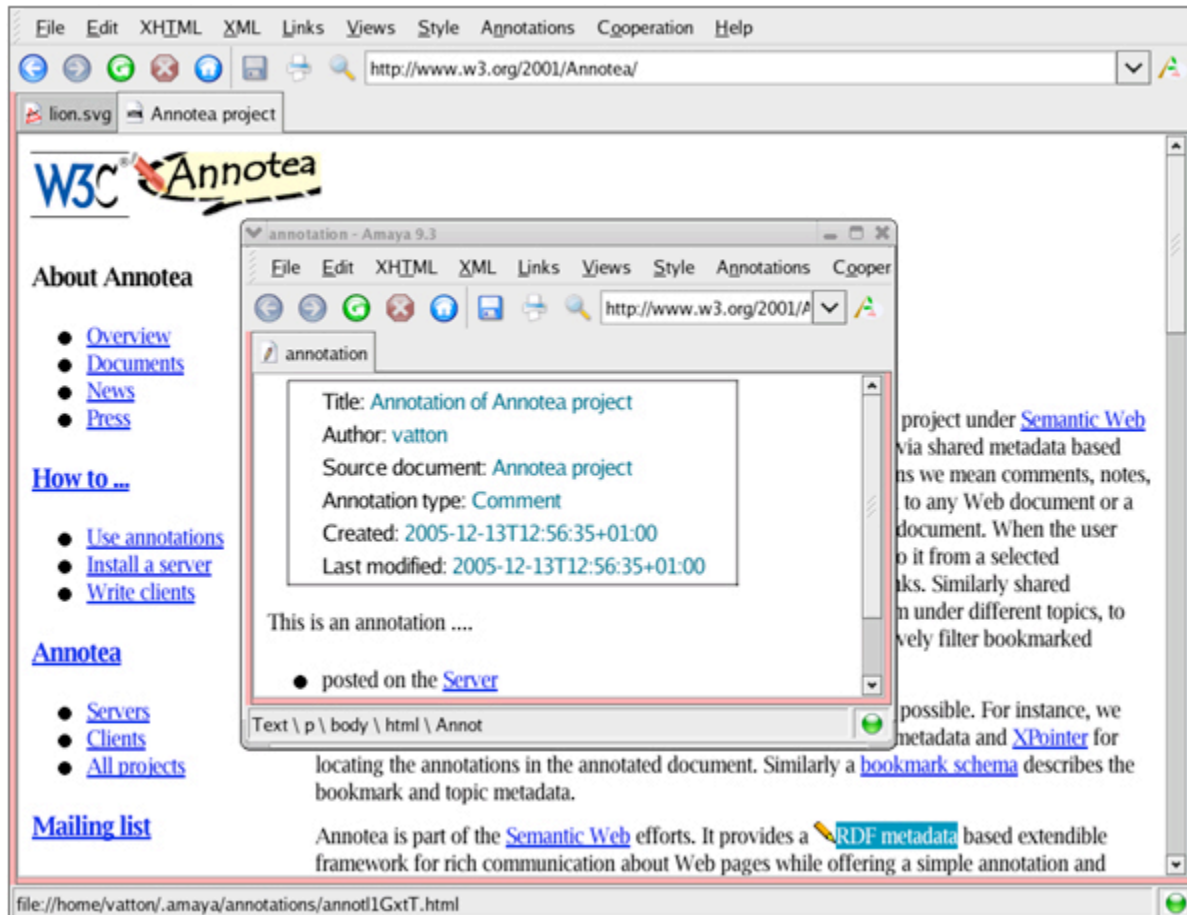 File Edit XHTML XML Links Views Style Annotations Cooperation Help
http://www.w3.org/2001/Annotea/
lion.svg Annotea project
W3C® Annotea
About Annotea
Overview
Documents
News
Press
How to ...
Use annotations
Install a server
Write clients
Annotea
Servers
Clients
All projects
Mailing list
annotation - Amaya 9.3
File Edit XHTML XML Links Views Style Annotations Cooper
http://www.w3.org/2001/A
annotation
Title: Annotation of Annotea project
Author: vatton
Source document: Annotea project
Annotation type: Comment
Created: 2005-12-13T12:56:35+01:00
Last modified: 2005-12-13T12:56:35+01:00
This is an annotation ....
posted on the Server
Text \ p \ body \ html \ Annot
project under Semantic Web
via shared metadata based
ns we mean comments, notes,
to any Web document or a
document. When the user
o it from a selected
ks. Similarly shared
under different topics, to
vely filter bookmarked
possible. For instance, we
metadata and XPointer for
locating the annotations in the annotated document. Similarly a bookmark schema describes the
bookmark and topic metadata.
Annotea is part of the Semantic Web efforts. It provides a RDF metadata based extendible
framework for rich communication about Web pages while offering a simple annotation and
file://home/vatton/.amaya/annotations/annotl1GxtT.html